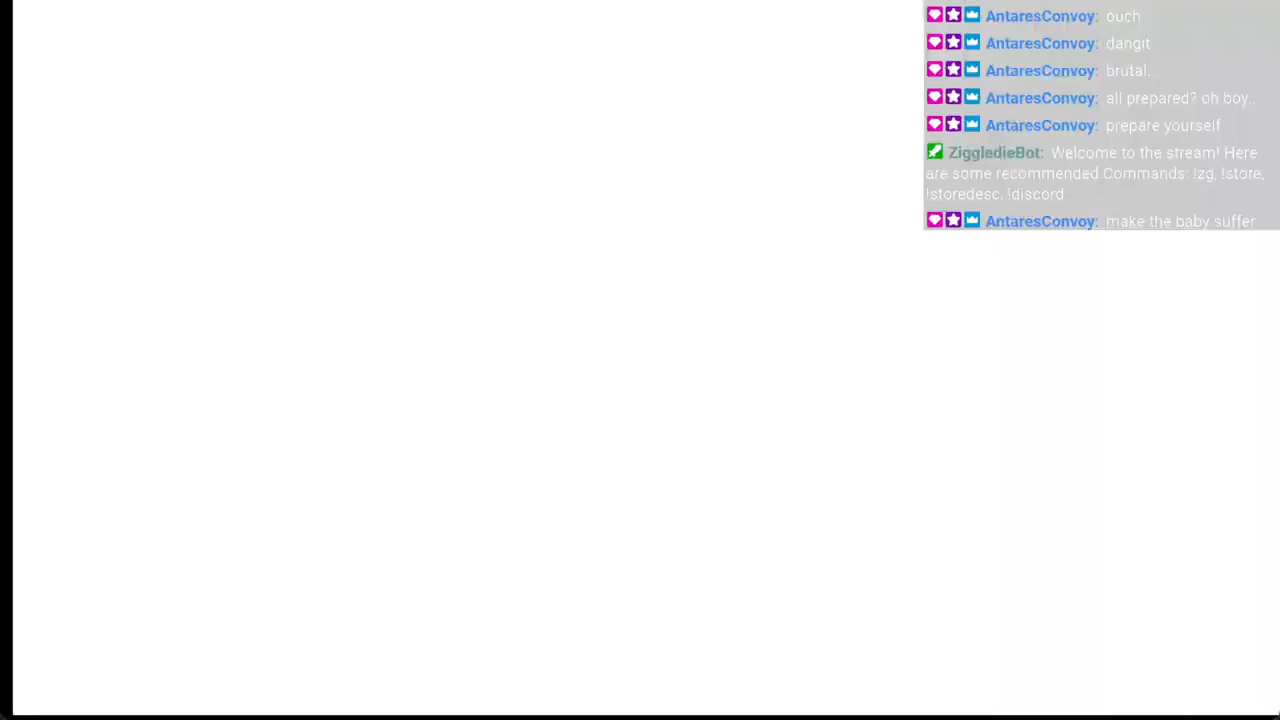 AntaresConvoy: ouch
AntaresConvoy: dangit
AntaresConvoy: brutal..
AntaresConvoy: all prepared? oh boy..
AntaresConvoy: prepare yourself
ZiggledieBot: Welcome to the stream! Here
are some recommended Commands: !zg, !store,
!storedesc, !discord
AntaresConvoy: make the baby suffer